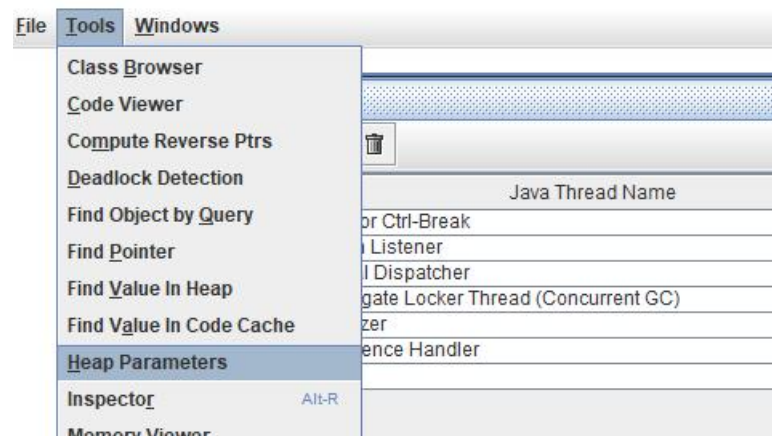 File Tools Windows
Class Browser
Code Viewer
Compute Reverse Ptrs
Deadlock Detection
Java Thread Name
Find Object by Query
or Ctrl-Break
Find Pointer
Listener
Dispatcher
Find Value In Heap
gate Locker Thread (Concurrent GC)
Find Value In Code Cache
zer
ence Handler
Heap Parameters
Inspector Alt-R
Memory Viewer